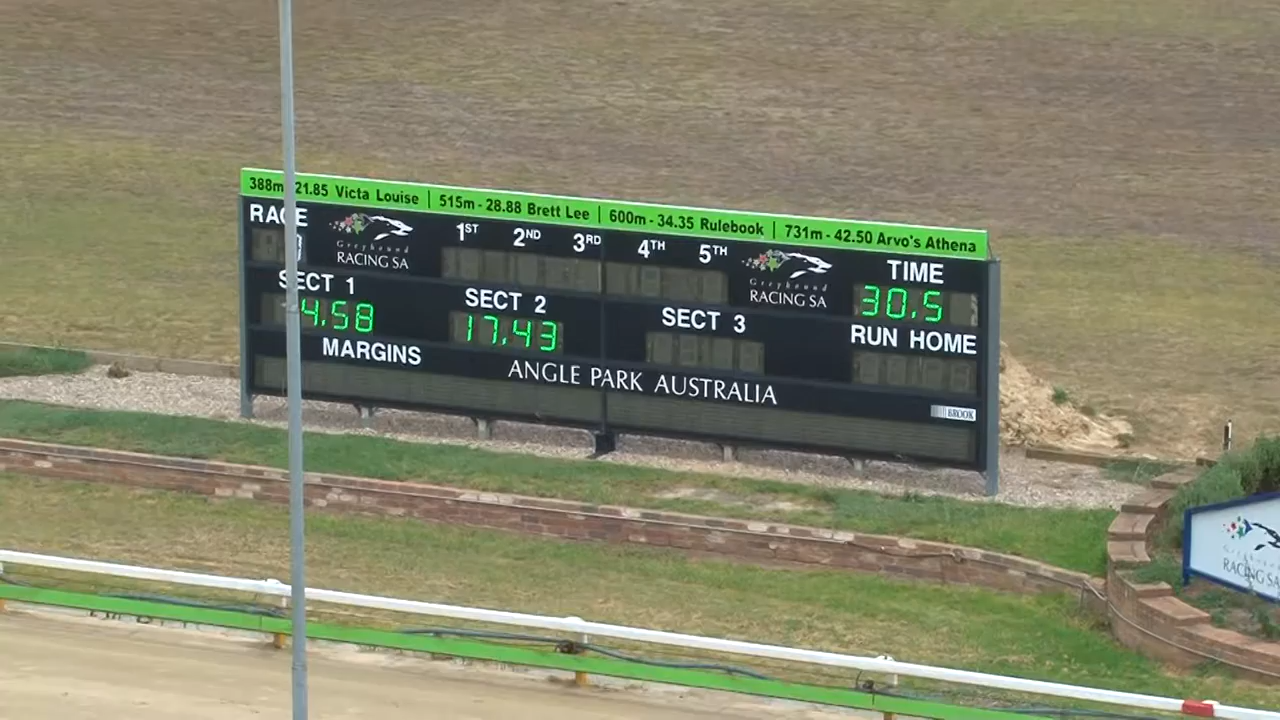 388m 21.85 Victa Louise | 515m - 28.88 Brett Lee | 600m - 34.35 Rulebook | 731m - 42.50 Arvo's Athena
RACE
Greyhound
RACING SA
1ST 2ND 3RD 4TH 5TH
Greyhound
RACING SA
TIME
30.5
SECT 1
4.58
SECT 2
17.43
SECT 3
RUN HOME
MARGINS
ANGLE PARK AUSTRALIA
BROOK
Greyhound
RACING SA